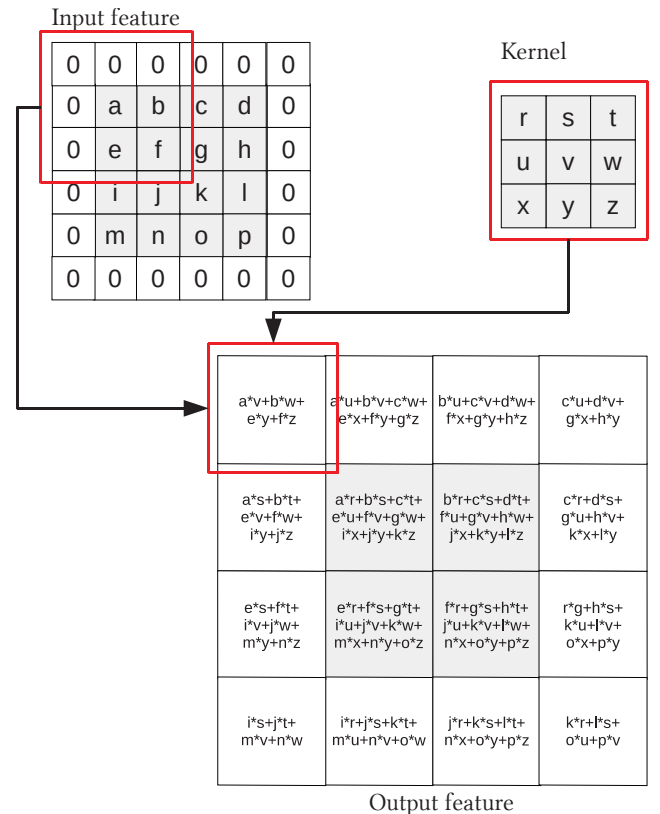 Input feature
0 0 0 0 0 0
0 a b c d 0
0 e f g h 0
0 i j k l 0
0 m n o p 0
0 0 0 0 0 0
Kernel
r s t
u v w
x y z
a*v+b*w+
e*y+f*z
a*u+b*v+c*w+
e*x+f*y+g*z
b*u+c*v+d*w+
f*x+g*y+h*z
c*u+d*v+
g*x+h*y
a*s+b*t+
e*v+f*w+
i*y+j*z
a*r+b*s+c*t+
e*u+f*v+g*w+
i*x+j*y+k*z
b*r+c*s+d*t+
f*u+g*v+h*w+
j*x+k*y+l*z
c*r+d*s+
g*u+h*v+
k*x+l*y
e*s+f*t+
i*v+j*w+
m*y+n*z
e*r+f*s+g*t+
i*u+j*v+k*w+
m*x+n*y+o*z
f*r+g*s+h*t+
j*u+k*v+l*w+
n*x+o*y+p*z
r*g+h*s+
k*u+l*v+
o*x+p*y
i*s+j*t+
m*v+n*w
i*r+j*s+k*t+
m*u+n*v+o*w
j*r+k*s+l*t+
n*x+o*y+p*z
k*r+l*s+
o*u+p*v
Output feature